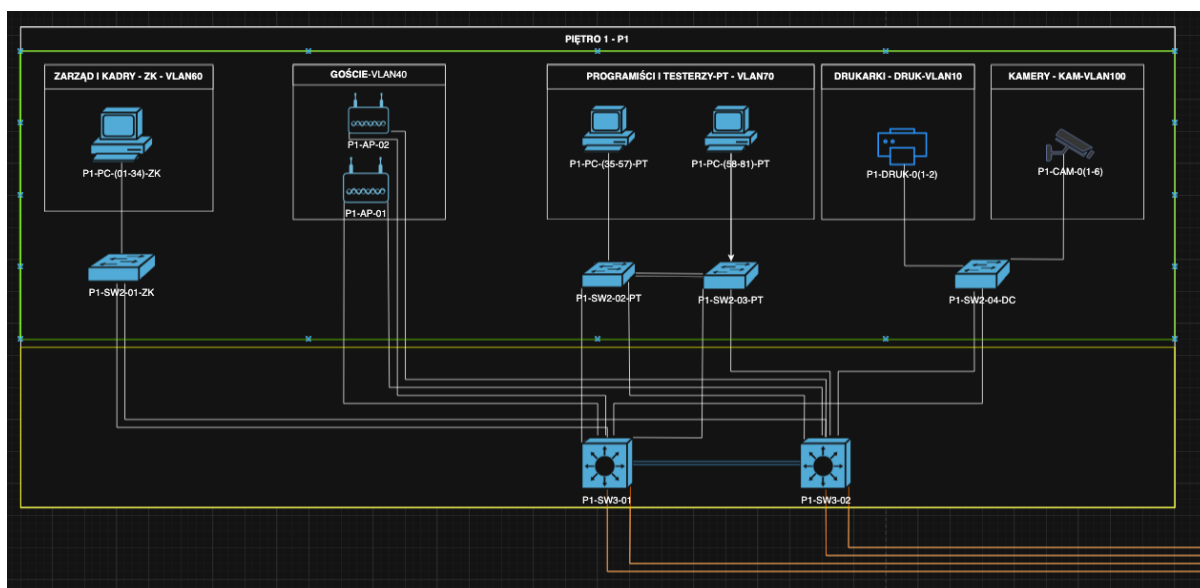 PIĘTRO 1 - P1
ZARZĄD I KADRY - ZK - VLAN60
GOŚCIE-VLAN40
PROGRAMIŚCI I TESTERZY-PT - VLAN70
DRUKARKI - DRUK-VLAN10
KAMERY - KAM-VLAN100
P1-AP-02
P1-PC-(01-34)-ZK
P1-PC-(35-57)-PT
P1-PC-(58-81)-PT
P1-DRUK-0(1-2)
P1-CAM-0(1-6)
P1-AP-01
P1-SW2-01-ZK
P1-SW2-02-PT
P1-SW2-03-PT
P1-SW2-04-DC
P1-SW3-01
P1-SW3-02